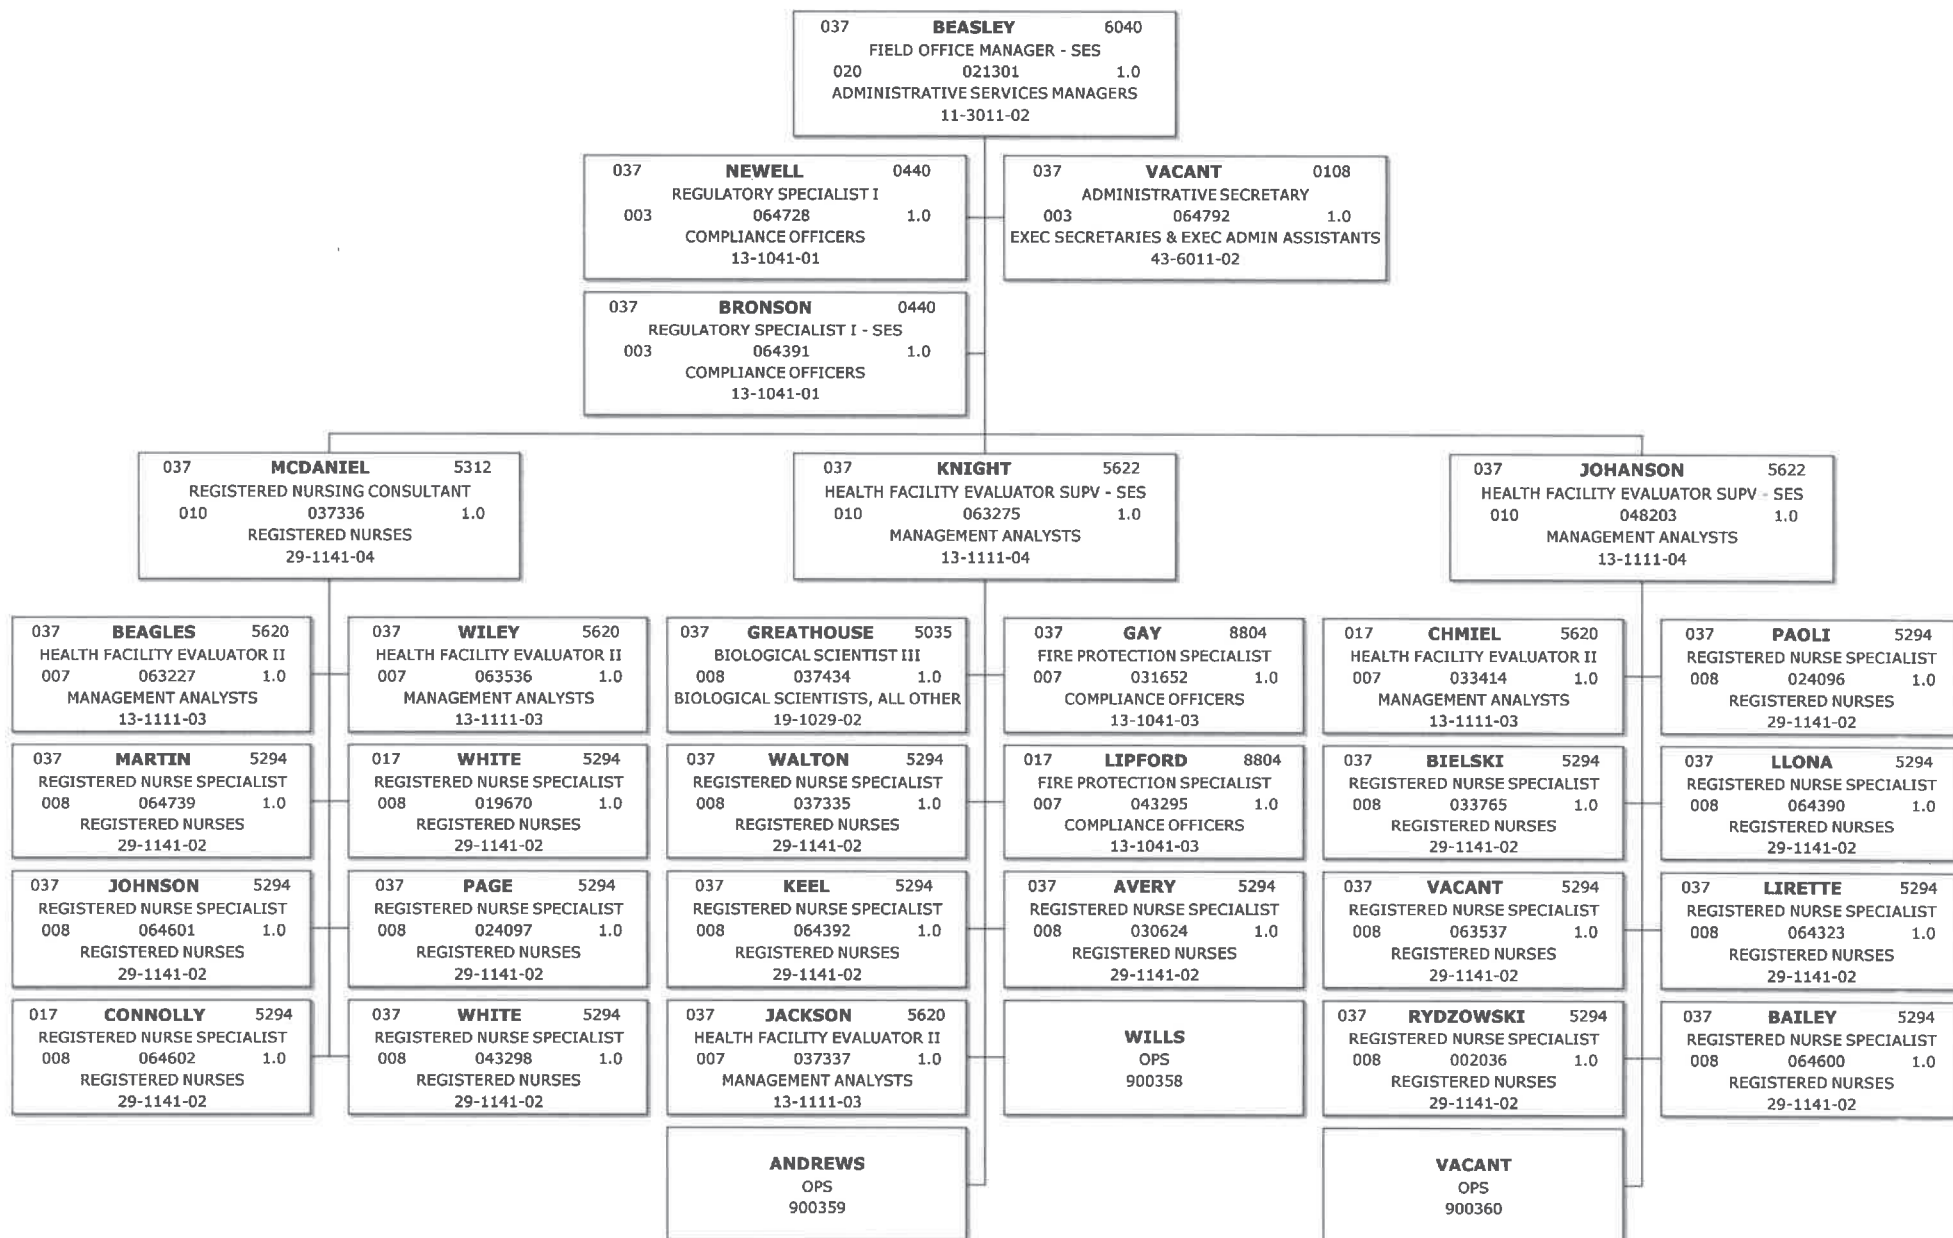 037 BEASLEY 6040
FIELD OFFICE MANAGER - SES
020 021301 1.0
ADMINISTRATIVE SERVICES MANAGERS
11-3011-02
037 NEWELL 0440
REGULATORY SPECIALIST I
003 064728 1.0
COMPLIANCE OFFICERS
13-1041-01
037 VACANT 0108
ADMINISTRATIVE SECRETARY
003 064792 1.0
EXEC SECRETARIES & EXEC ADMIN ASSISTANTS
43-6011-02
037 BRONSON 0440
REGULATORY SPECIALIST I - SES
003 064391 1.0
COMPLIANCE OFFICERS
13-1041-01
037 MCDANIEL 5312
REGISTERED NURSING CONSULTANT
010 037336 1.0
REGISTERED NURSES
29-1141-04
037 KNIGHT 5622
HEALTH FACILITY EVALUATOR SUPV - SES
010 063275 1.0
MANAGEMENT ANALYSTS
13-1111-04
037 JOHANSON 5622
HEALTH FACILITY EVALUATOR SUPV - SES
010 048203 1.0
MANAGEMENT ANALYSTS
13-1111-04
037 BEAGLES 5620
HEALTH FACILITY EVALUATOR II
007 063227 1.0
MANAGEMENT ANALYSTS
13-1111-03
037 WILEY 5620
HEALTH FACILITY EVALUATOR II
007 063536 1.0
MANAGEMENT ANALYSTS
13-1111-03
037 GREATHOUSE 5035
BIOLOGICAL SCIENTIST III
008 037434 1.0
BIOLOGICAL SCIENTISTS, ALL OTHER
19-1029-02
037 GAY 8804
FIRE PROTECTION SPECIALIST
007 031652 1.0
COMPLIANCE OFFICERS
13-1041-03
017 CHMIEL 5620
HEALTH FACILITY EVALUATOR II
007 033414 1.0
MANAGEMENT ANALYSTS
13-1111-03
037 PAOLI 5294
REGISTERED NURSE SPECIALIST
008 024096 1.0
REGISTERED NURSES
29-1141-02
037 MARTIN 5294
REGISTERED NURSE SPECIALIST
008 064739 1.0
REGISTERED NURSES
29-1141-02
017 WHITE 5294
REGISTERED NURSE SPECIALIST
008 019670 1.0
REGISTERED NURSES
29-1141-02
037 WALTON 5294
REGISTERED NURSE SPECIALIST
008 037335 1.0
REGISTERED NURSES
29-1141-02
017 LIPFORD 8804
FIRE PROTECTION SPECIALIST
007 043295 1.0
COMPLIANCE OFFICERS
13-1041-03
037 BIELSKI 5294
REGISTERED NURSE SPECIALIST
008 033765 1.0
REGISTERED NURSES
29-1141-02
037 LLONA 5294
REGISTERED NURSE SPECIALIST
008 064390 1.0
REGISTERED NURSES
29-1141-02
037 JOHNSON 5294
REGISTERED NURSE SPECIALIST
008 064601 1.0
REGISTERED NURSES
29-1141-02
037 PAGE 5294
REGISTERED NURSE SPECIALIST
008 024097 1.0
REGISTERED NURSES
29-1141-02
037 KEEL 5294
REGISTERED NURSE SPECIALIST
008 064392 1.0
REGISTERED NURSES
29-1141-02
037 AVERY 5294
REGISTERED NURSE SPECIALIST
008 030624 1.0
REGISTERED NURSES
29-1141-02
037 VACANT 5294
REGISTERED NURSE SPECIALIST
008 063537 1.0
REGISTERED NURSES
29-1141-02
037 LIRETTE 5294
REGISTERED NURSE SPECIALIST
008 064323 1.0
REGISTERED NURSES
29-1141-02
017 CONNOLLY 5294
REGISTERED NURSE SPECIALIST
008 064602 1.0
REGISTERED NURSES
29-1141-02
037 WHITE 5294
REGISTERED NURSE SPECIALIST
008 043298 1.0
REGISTERED NURSES
29-1141-02
037 JACKSON 5620
HEALTH FACILITY EVALUATOR II
007 037337 1.0
MANAGEMENT ANALYSTS
13-1111-03
WILLS
OPS
900358
037 RYDZOWSKI 5294
REGISTERED NURSE SPECIALIST
008 002036 1.0
REGISTERED NURSES
29-1141-02
037 BAILEY 5294
REGISTERED NURSE SPECIALIST
008 064600 1.0
REGISTERED NURSES
29-1141-02
ANDREWS
OPS
900359
VACANT
OPS
900360